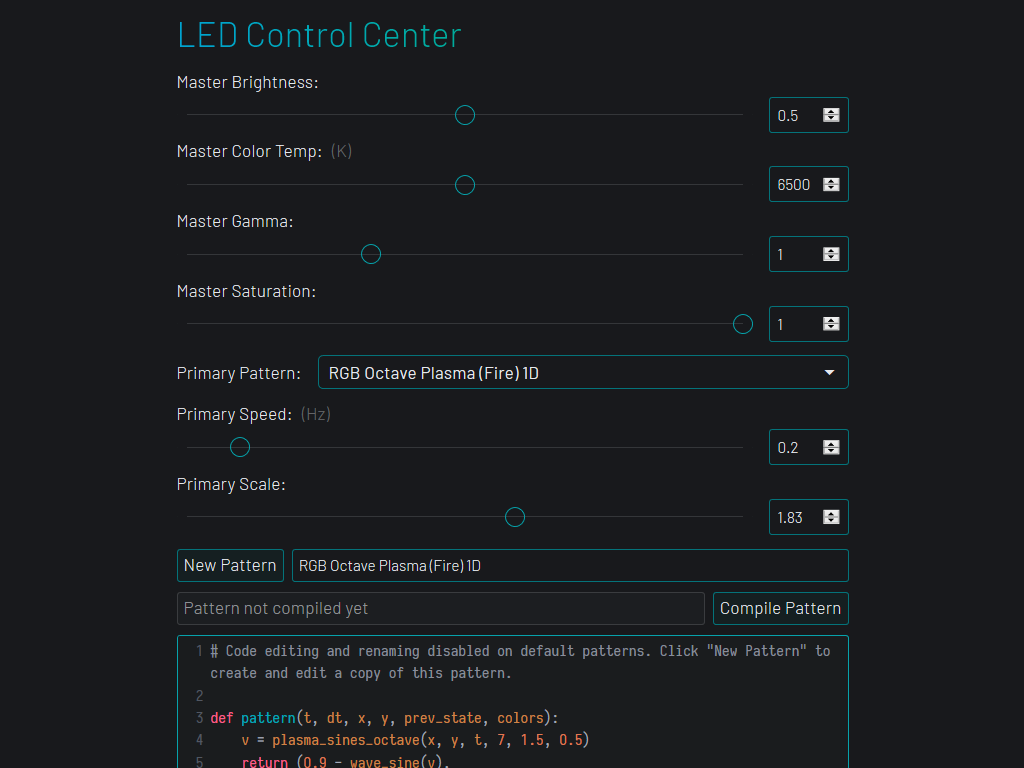 LED Control Center
Master Brightness:
0.5
Master Color Temp: (K)
6500
Master Gamma:
1
Master Saturation:
1
Primary Pattern: RGB Octave Plasma (Fire) 1D
Primary Speed: (Hz)
0.2
Primary Scale:
1.83
New Pattern RGB Octave Plasma (Fire) 1D
Pattern not compiled yet Compile Pattern
1 # Code editing and renaming disabled on default patterns. Click "New Pattern" to
create and edit a copy of this pattern.
2
3 def pattern(t, dt, x, y, prev_state, colors):
4     v = plasma_sines_octave(x, y, t, 7, 1.5, 0.5)
5     return (0.9 - wave_sine(v),